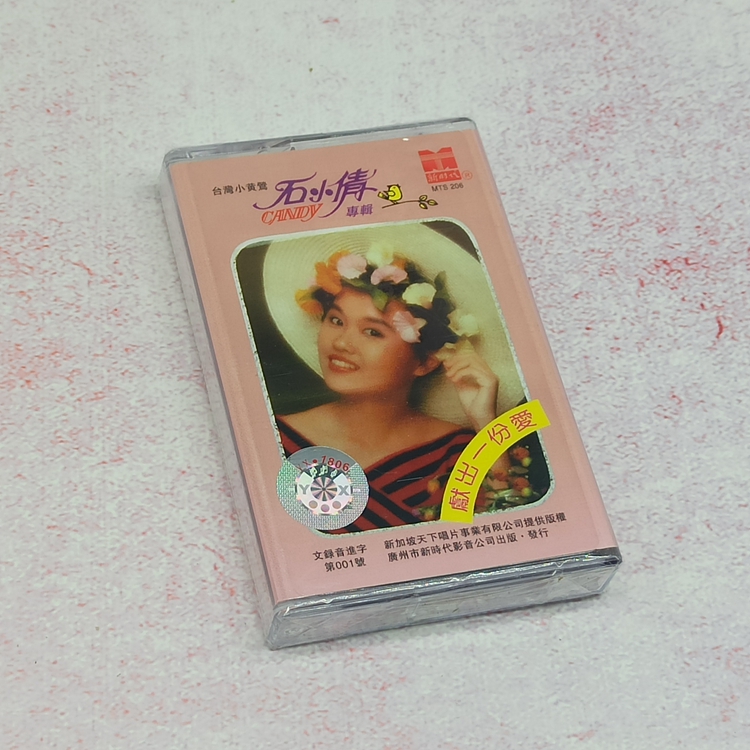 台灣小黃鶯
石小倩
CANDY
專輯
新時代®
MTS 206
獻出一份愛
1806
文錄音進字
第001號
新加坡天下唱片事業有限公司提供版權
廣州市新時代影音公司出版·發行